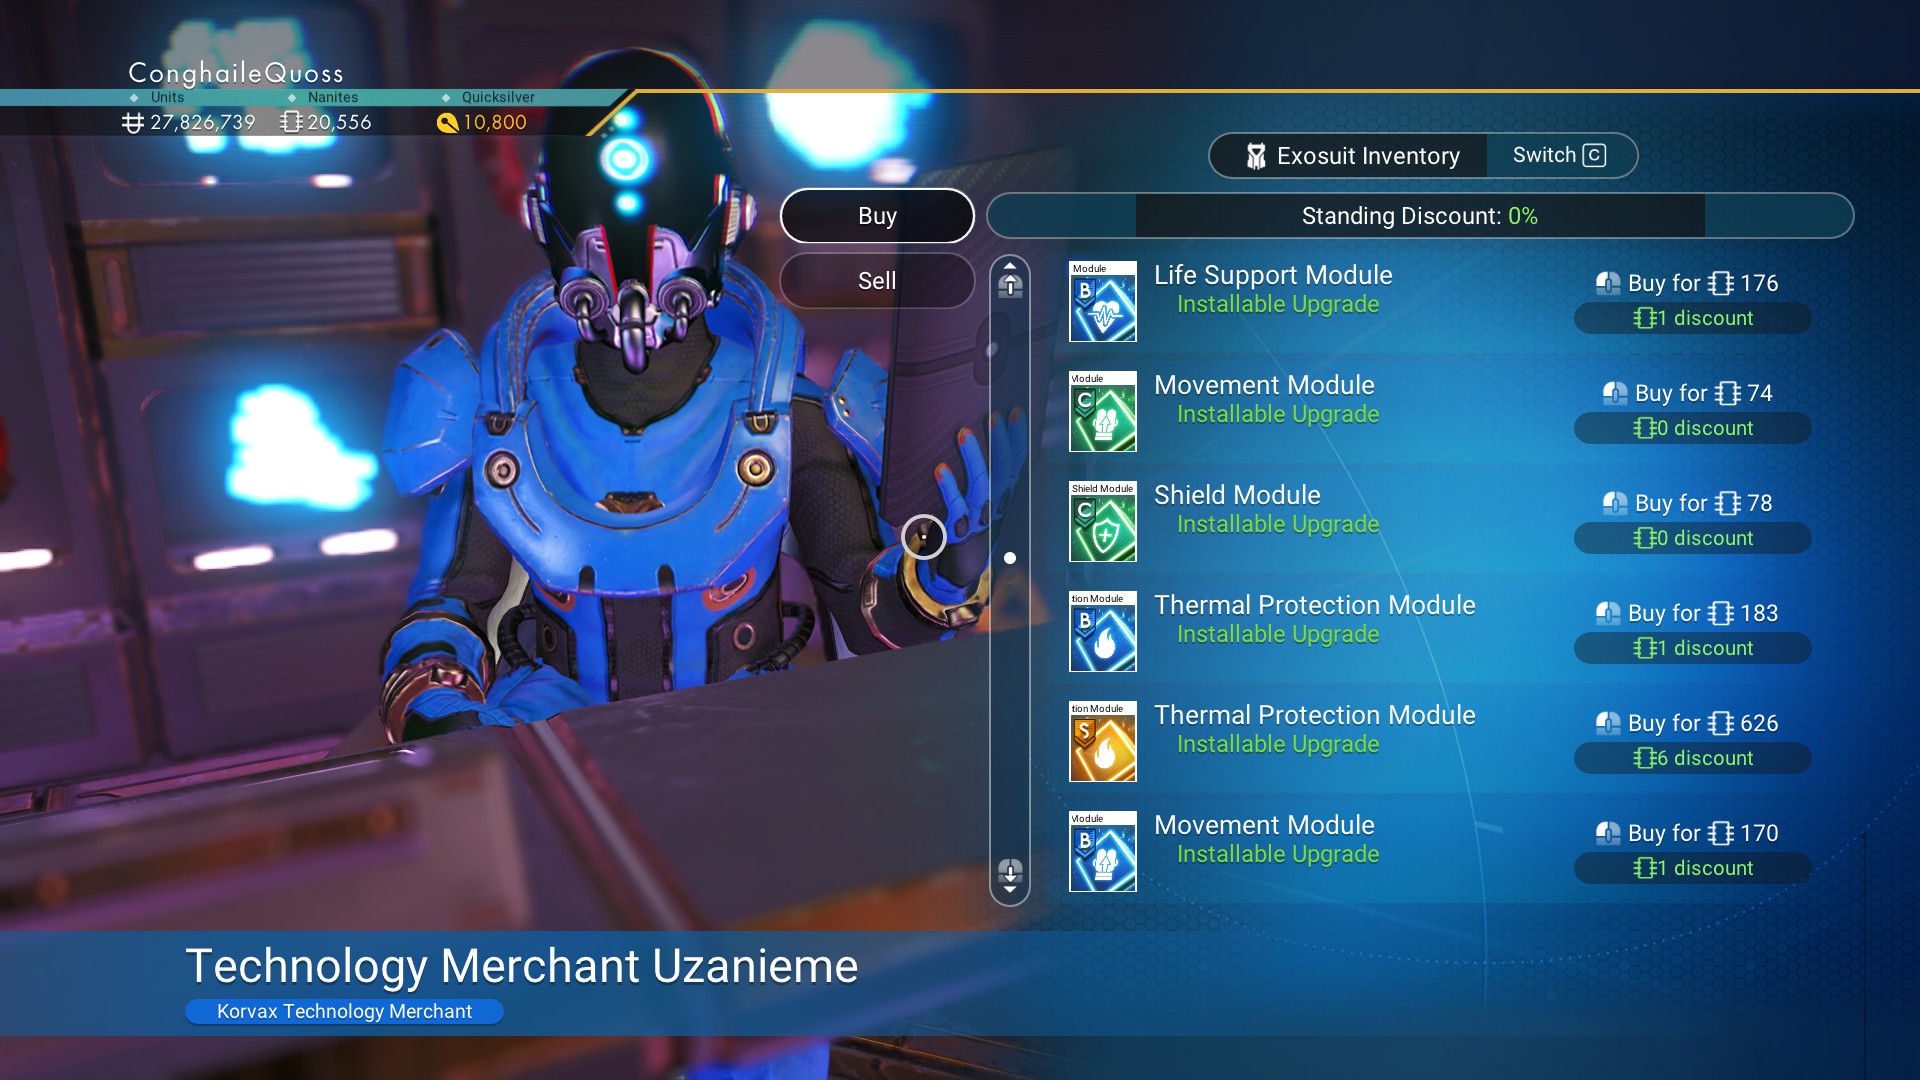 ConghaileQuoss
Units Nanites Quicksilver
27,826,739 20,556 10,800
Exosuit Inventory Switch C
Buy
Standing Discount: 0%
Sell
Module
B
Life Support Module
Installable Upgrade
Buy for 176
1 discount
Module
C
Movement Module
Installable Upgrade
Buy for 74
0 discount
Shield Module
C
Shield Module
Installable Upgrade
Buy for 78
0 discount
tion Module
B
Thermal Protection Module
Installable Upgrade
Buy for 183
1 discount
tion Module
S
Thermal Protection Module
Installable Upgrade
Buy for 626
6 discount
Module
B
Movement Module
Installable Upgrade
Buy for 170
1 discount
Technology Merchant Uzanieme
Korvax Technology Merchant